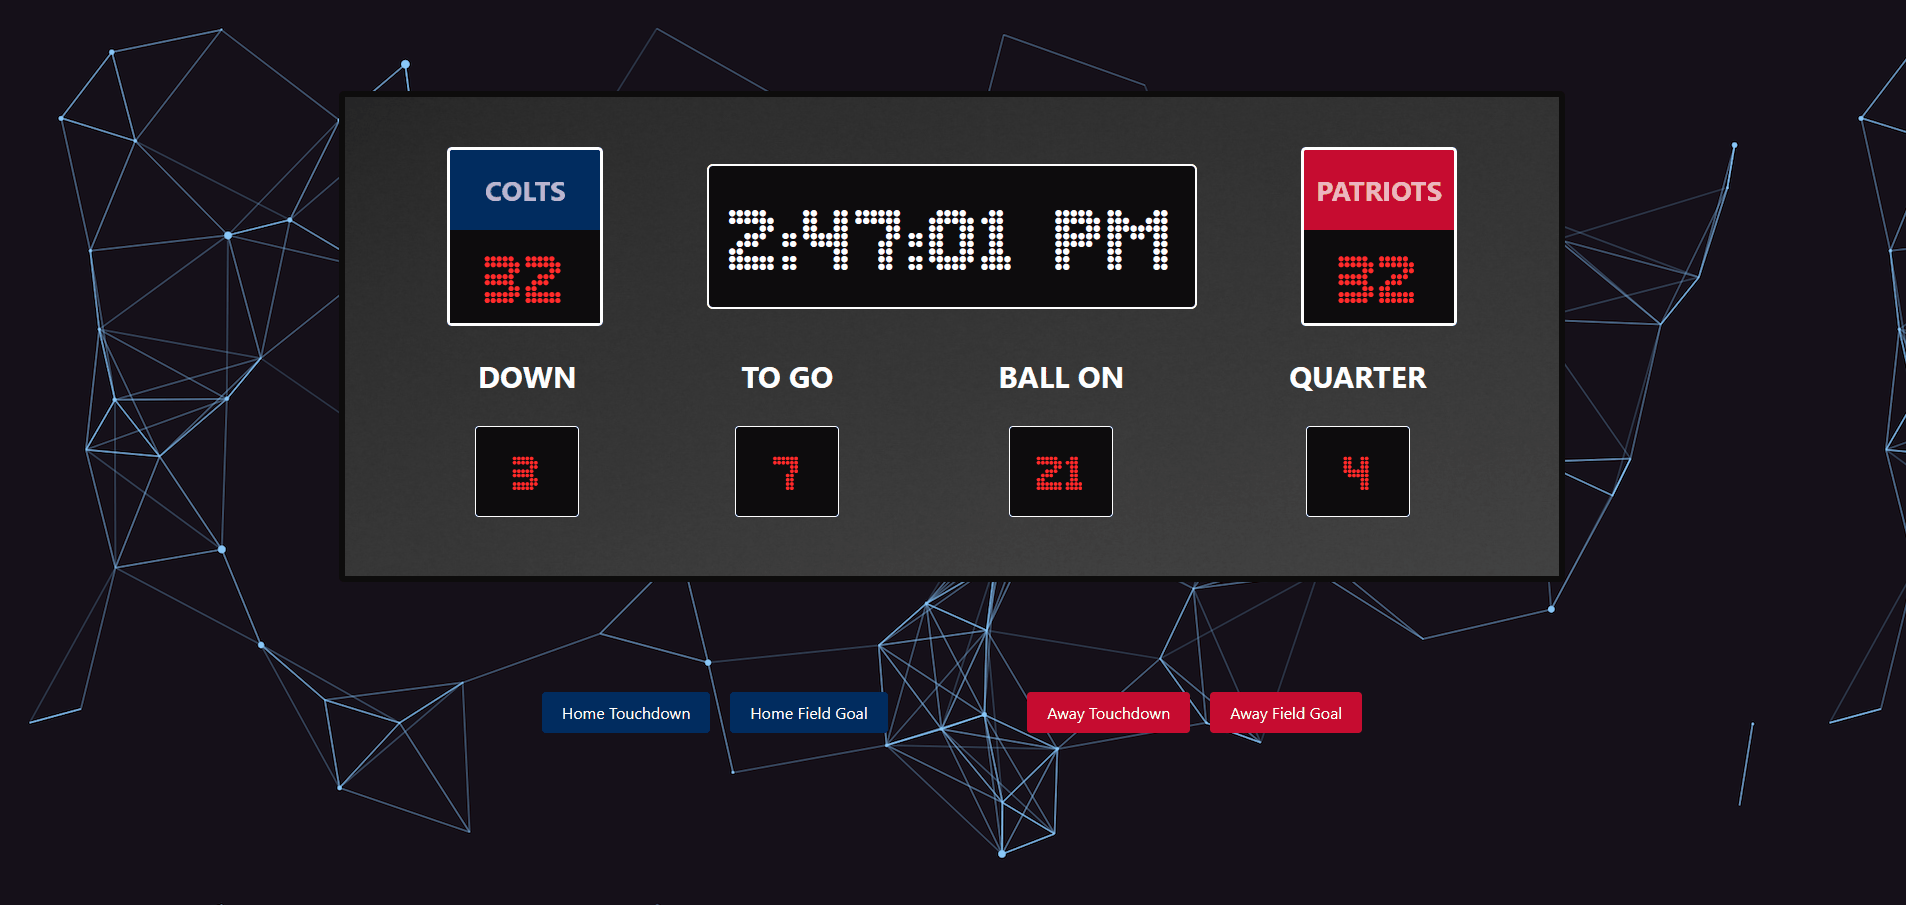 COLTS
32
2:47:01 PM
PATRIOTS
32
DOWN
TO GO
BALL ON
QUARTER
3
7
21
4
Home Touchdown
Home Field Goal
Away Touchdown
Away Field Goal